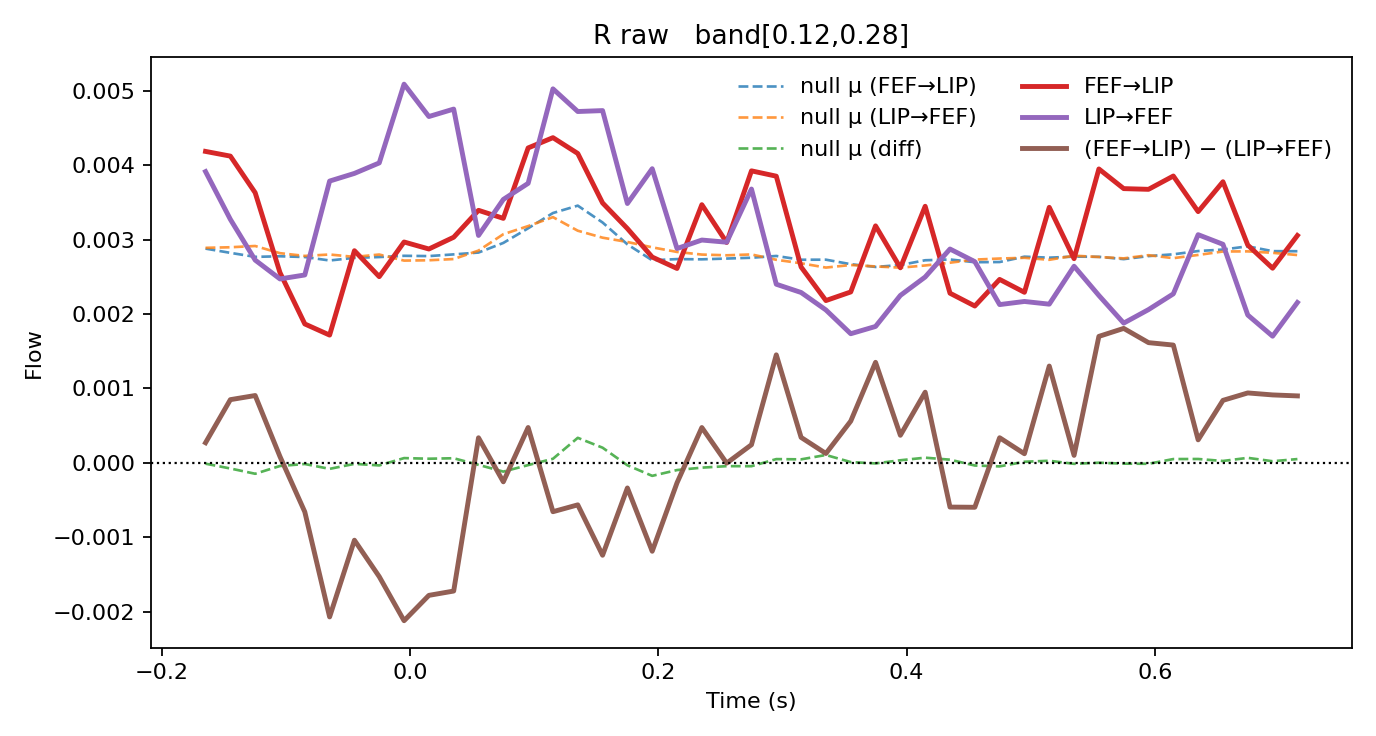 R raw   band[0.12,0.28]
null μ (FEF→LIP)
null μ (LIP→FEF)
null μ (diff)
FEF→LIP
LIP→FEF
(FEF→LIP) − (LIP→FEF)
Flow
0.005
0.004
0.003
0.002
0.001
0.000
−0.001
−0.002
−0.2 0.0 0.2 0.4 0.6
Time (s)